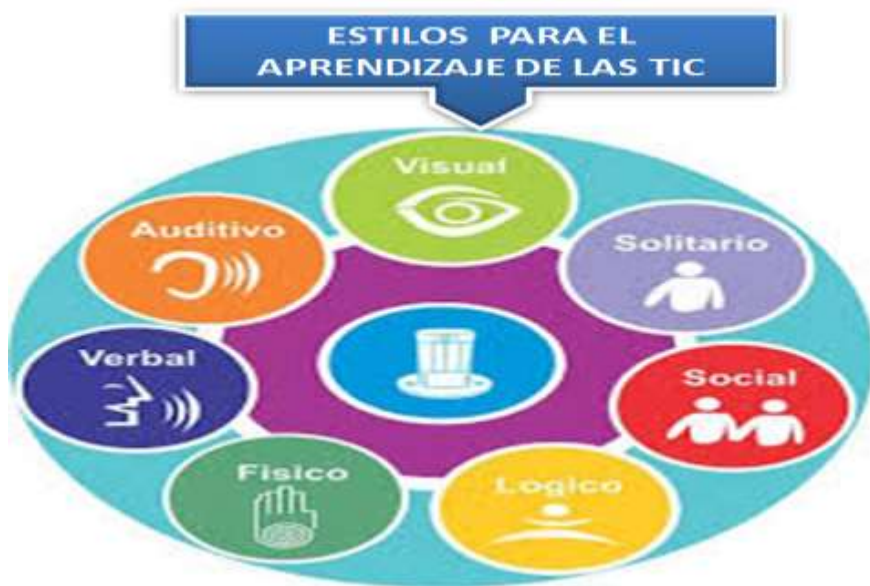 ESTILOS PARA EL
APRENDIZAJE DE LAS TIC
Visual
Auditivo
Solitario
Verbal
Social
Fisico
Logico